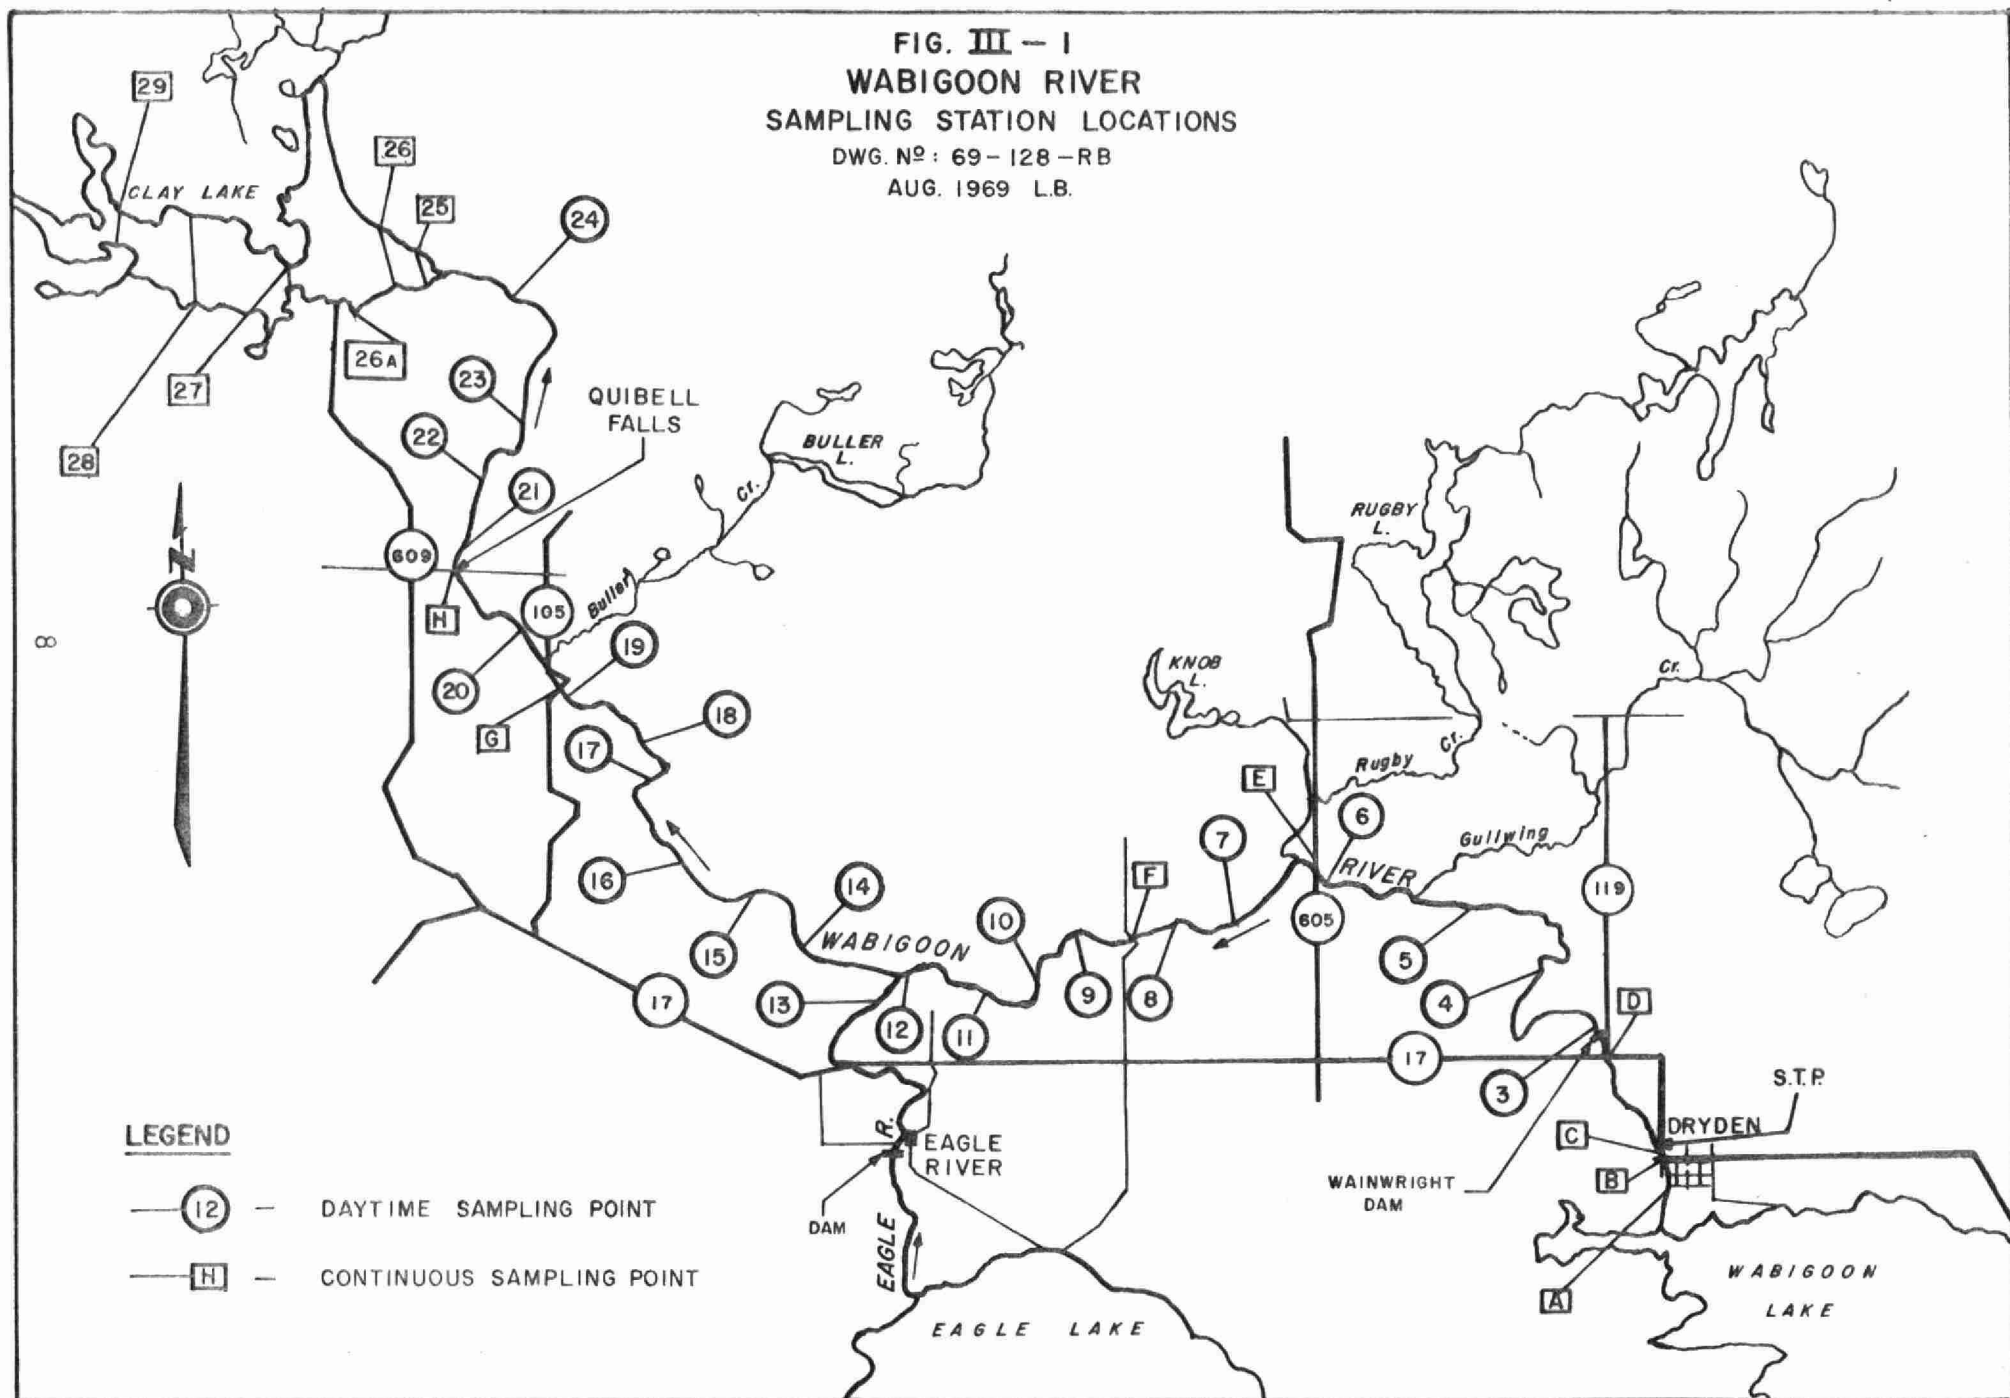 FIG. III - I
WABIGOON RIVER
SAMPLING STATION LOCATIONS
DWG. Nº: 69-128-RB
AUG. 1969 L.B.
29
26
25
24
CLAY LAKE
26A
27
28
23
QUIBELL
FALLS
22
21
BULLER
L.
Cr.
Buller
609
105
H
N
8
19
20
18
G
17
16
15
14
WABIGOON
13
12
11
10
9
8
F
7
E
6
RIVER
605
5
4
KNOB
L.
RUGBY
L.
Rugby
Cr.
Gullwing
Cr.
119
D
17
17
3
S.T.P.
DRYDEN
C
B
A
WAINWRIGHT
DAM
WABIGOON
LAKE
R.
EAGLE
RIVER
DAM
EAGLE
EAGLE LAKE
LEGEND
12 - DAYTIME SAMPLING POINT
H - CONTINUOUS SAMPLING POINT